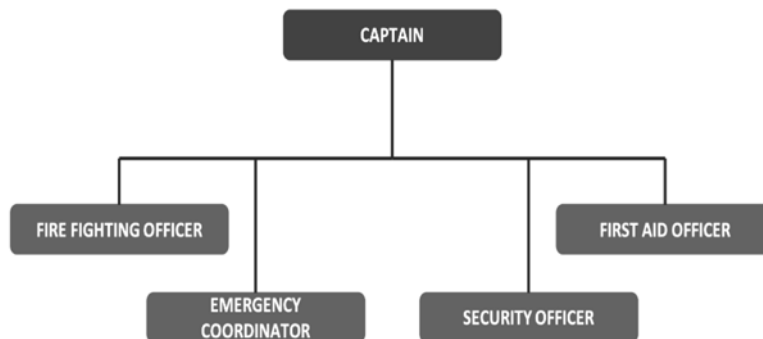 CAPTAIN
FIRE FIGHTING OFFICER
FIRST AID OFFICER
EMERGENCY
COORDINATOR
SECURITY OFFICER